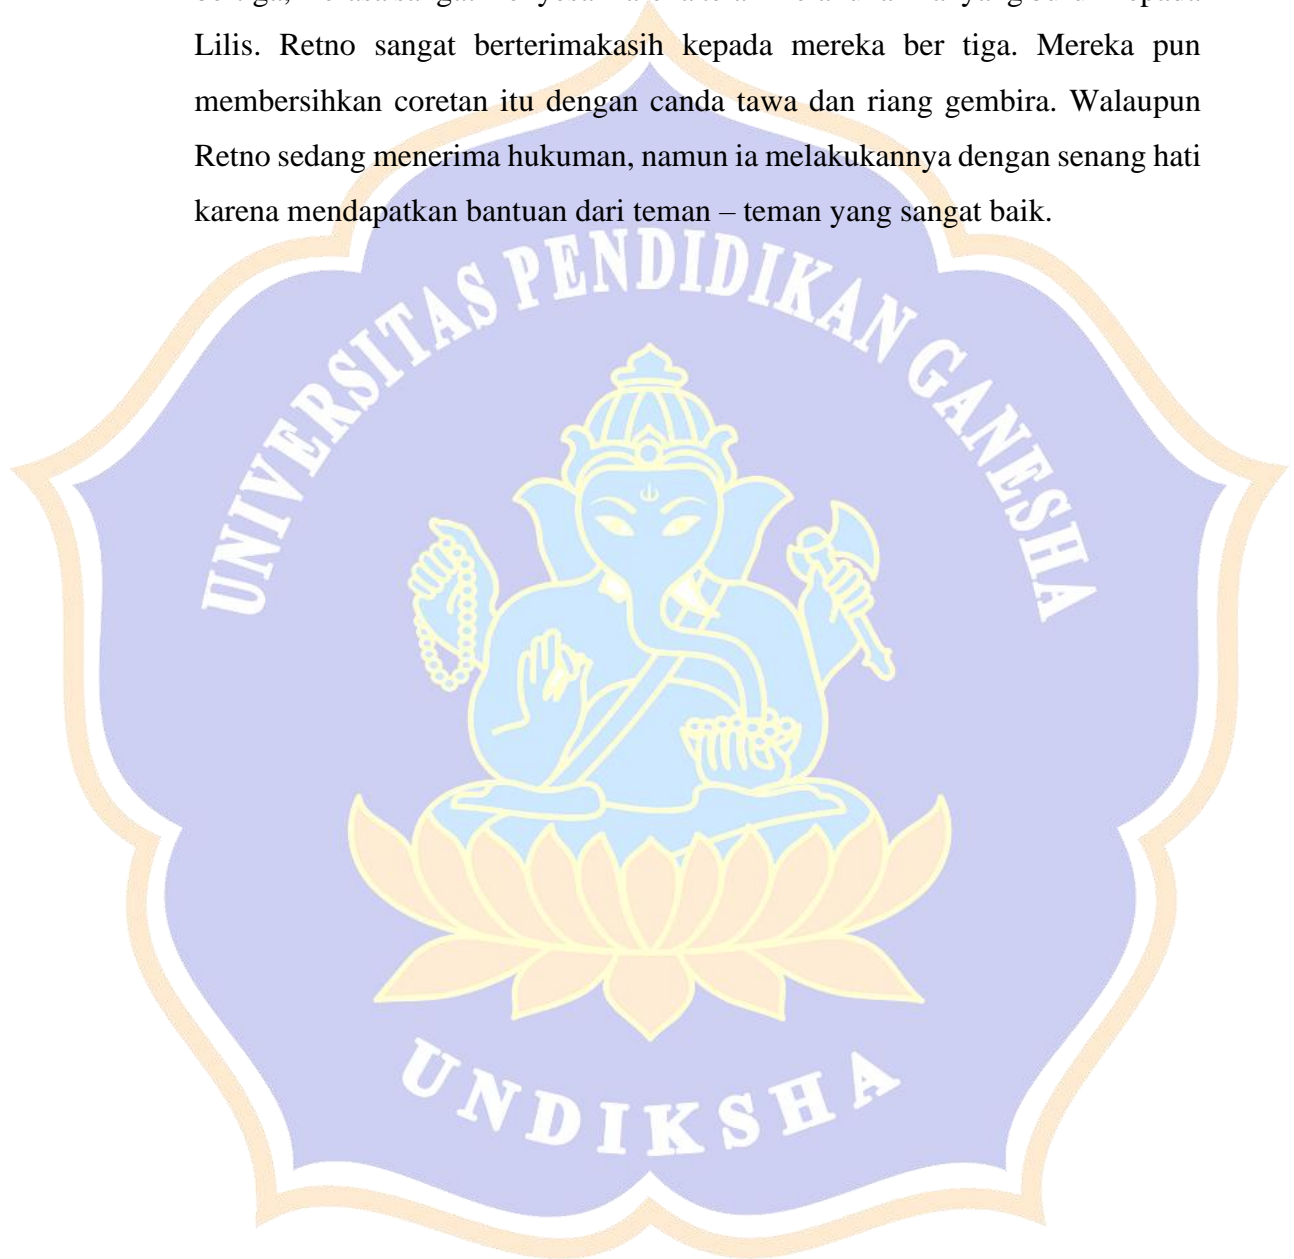 Lilis. Retno sangat berterimakasih kepada mereka ber tiga. Mereka pun
membersihkan coretan itu dengan canda tawa dan riang gembira. Walaupun
Retno sedang menerima hukuman, namun ia melakukannya dengan senang hati
karena mendapatkan bantuan dari teman – teman yang sangat baik.
UNIVERSITAS PENDIDIKAN GANESHA
UNDIKSHA